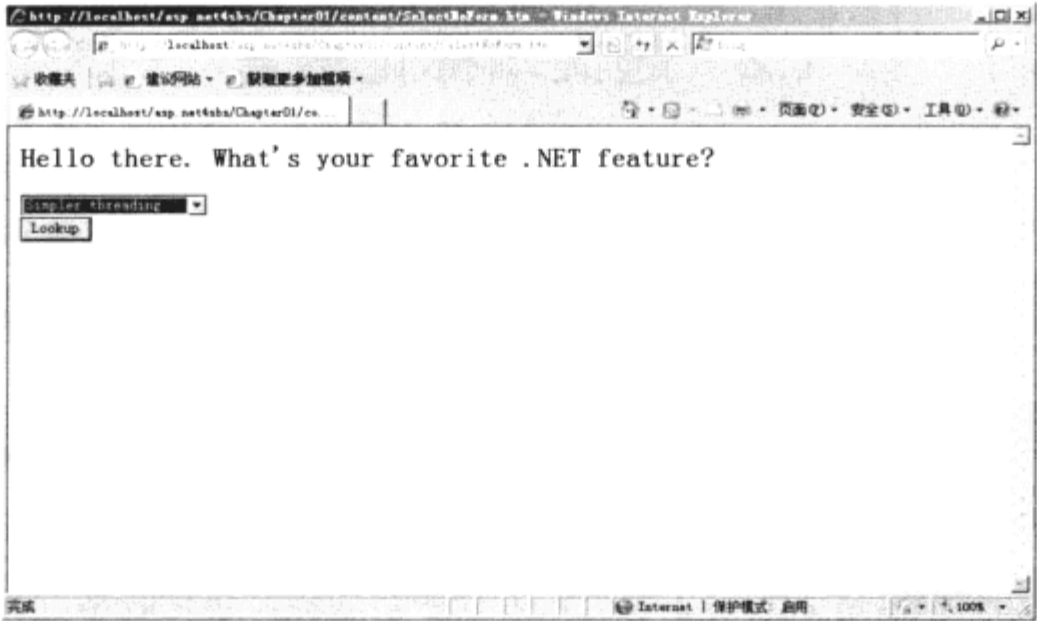 http://localhost/asp.net4sbs/Chapter01/content/SelectNoForm.htm - Windows Internet Explorer
localhost
收藏夹 建议网站 获取更多加载项
http://localhost/asp.net4sbs/Chapter01/co... 页面(P) 安全(S) 工具(O)
Hello there. What's your favorite .NET feature?
Simpler threading
Lookup
完成 Internet | 保护模式: 启用 100%